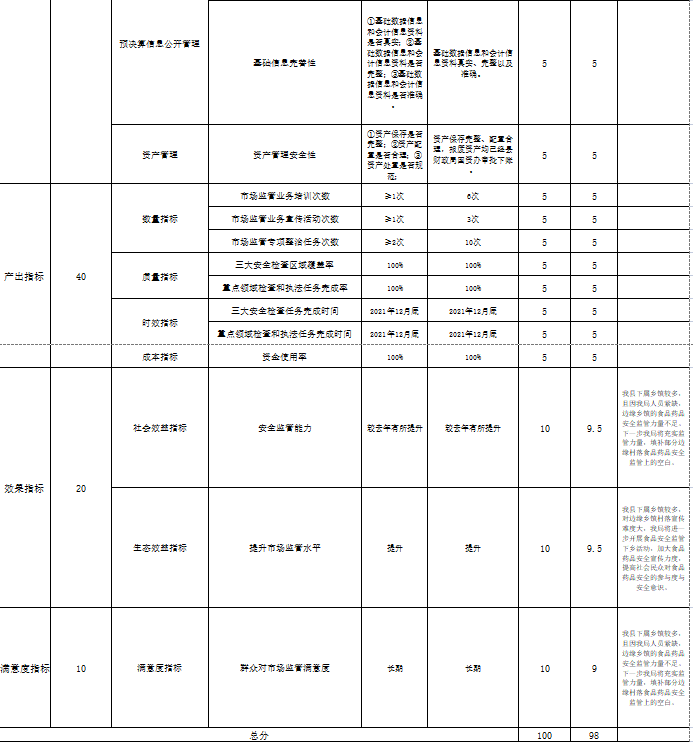 预决算信息公开管理
基础信息完善性
①基础数据信息
和会计信息资料
是否真实；②基
础数据信息和会
计信息资料是否
完整；③基础数
据信息和会计信
息资料是否准确
。
基础数据信息和会计信
息资料真实、完整以及
准确。
5
5
资产管理
资产管理安全性
①资产保存是否
完整；②资产配
置是否合理；③
资产处置是否规
范；
资产保存完整、配置合
理，报废资产均已经县
财政局国资办审批下账
。
5
5
产出指标
40
数量指标
市场监管业务培训次数
≥1次
6次
5
5
市场监管业务宣传活动次数
≥1次
3次
5
5
市场监管专项整治任务次数
≥2次
10次
5
5
质量指标
三大安全检查区域覆盖率
100%
100%
5
5
重点领域检查和执法任务完成率
100%
100%
5
5
时效指标
三大安全检查任务完成时间
2021年12月底
2021年12月底
5
5
重点领域检查和执法任务完成时间
2021年12月底
2021年12月底
5
5
成本指标
资金使用率
100%
100%
5
5
效果指标
20
社会效益指标
安全监管能力
较去年有所提升
较去年有所提升
10
9.5
我县下属乡镇较多，
且因我局人员紧缺，
边缘乡镇的食品药品
安全监管力量不足。
下一步我局将充实监
管力量，填补部分边
缘村落食品药品安全
监管上的空白。
生态效益指标
提升市场监管水平
提升
提升
10
9.5
我县下属乡镇较多，
对边缘乡镇村落宣传
难度大，我局将进一
步开展食品安全监管
下乡活动，加大食品
药品安全宣传力度，
提高社会民众对食品
药品安全的参与度与
安全意识。
满意度指标
10
满意度指标
群众对市场监管满意度
长期
长期
10
9
我县下属乡镇较多，
且因我局人员紧缺，
边缘乡镇的食品药品
安全监管力量不足。
下一步我局将充实监
管力量，填补部分边
缘村落食品药品安全
监管上的空白。
总分
100
98